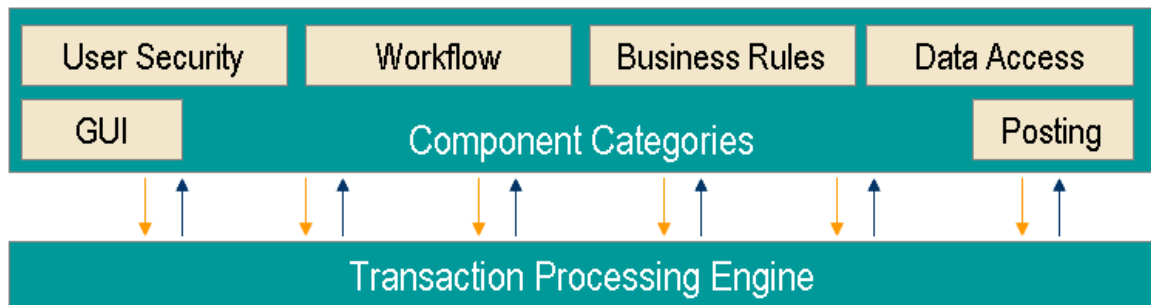 User Security
Workflow
Business Rules
Data Access
GUI
Component Categories
Posting
Transaction Processing Engine